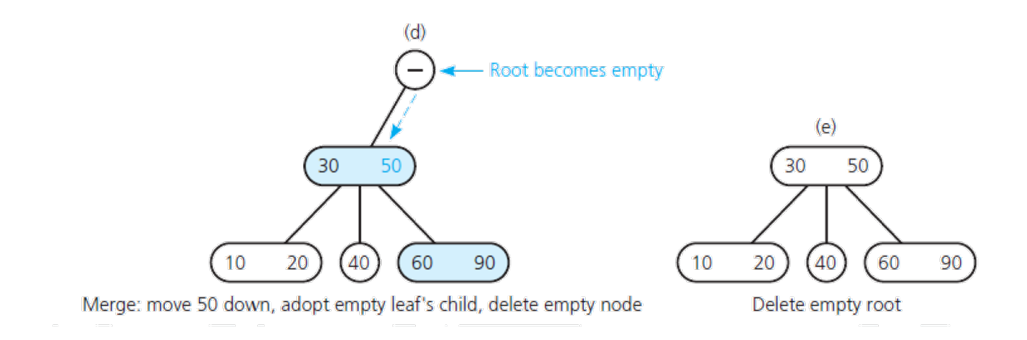 (d)
– Root becomes empty
(e)
30 50
30 50
10 20 40 60 90
10 20 40 60 90
Merge: move 50 down, adopt empty leaf's child, delete empty node
Delete empty root